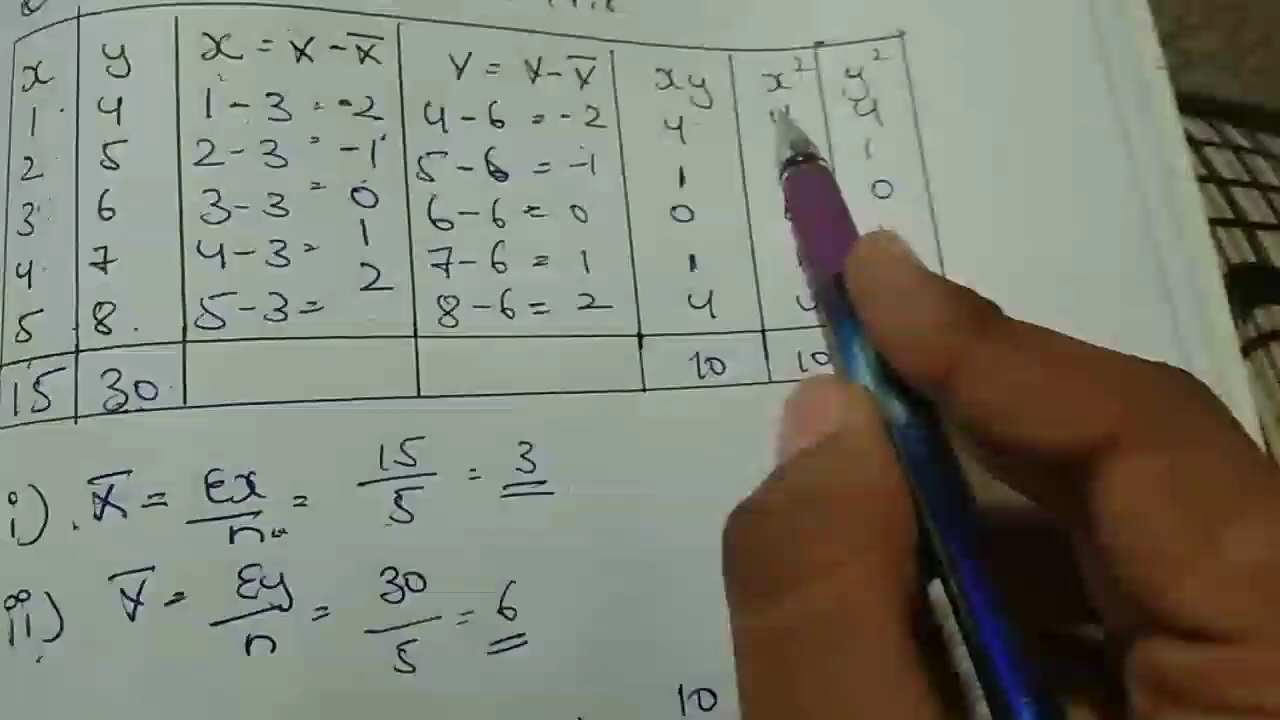 x y x = X - X̅ Y = Y - Y̅ xy x² y²
1 4 1 - 3 = -2 4 - 6 = -2 4 4 4
2 5 2 - 3 = -1 5 - 6 = -1 1 1
3 6 3 - 3 = 0 6 - 6 = 0 0 0
4 7 4 - 3 = 1 7 - 6 = 1 1
5 8 5 - 3 = 2 8 - 6 = 2 4 4
15 30 10 10
i) X̅ = Σx/n = 15/5 = 3
ii) Y̅ = Σy/n = 30/5 = 6
10